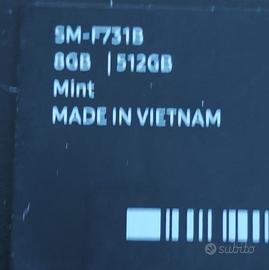 SM-F731B
8GB | 512GB
Mint
MADE IN VIETNAM
subito